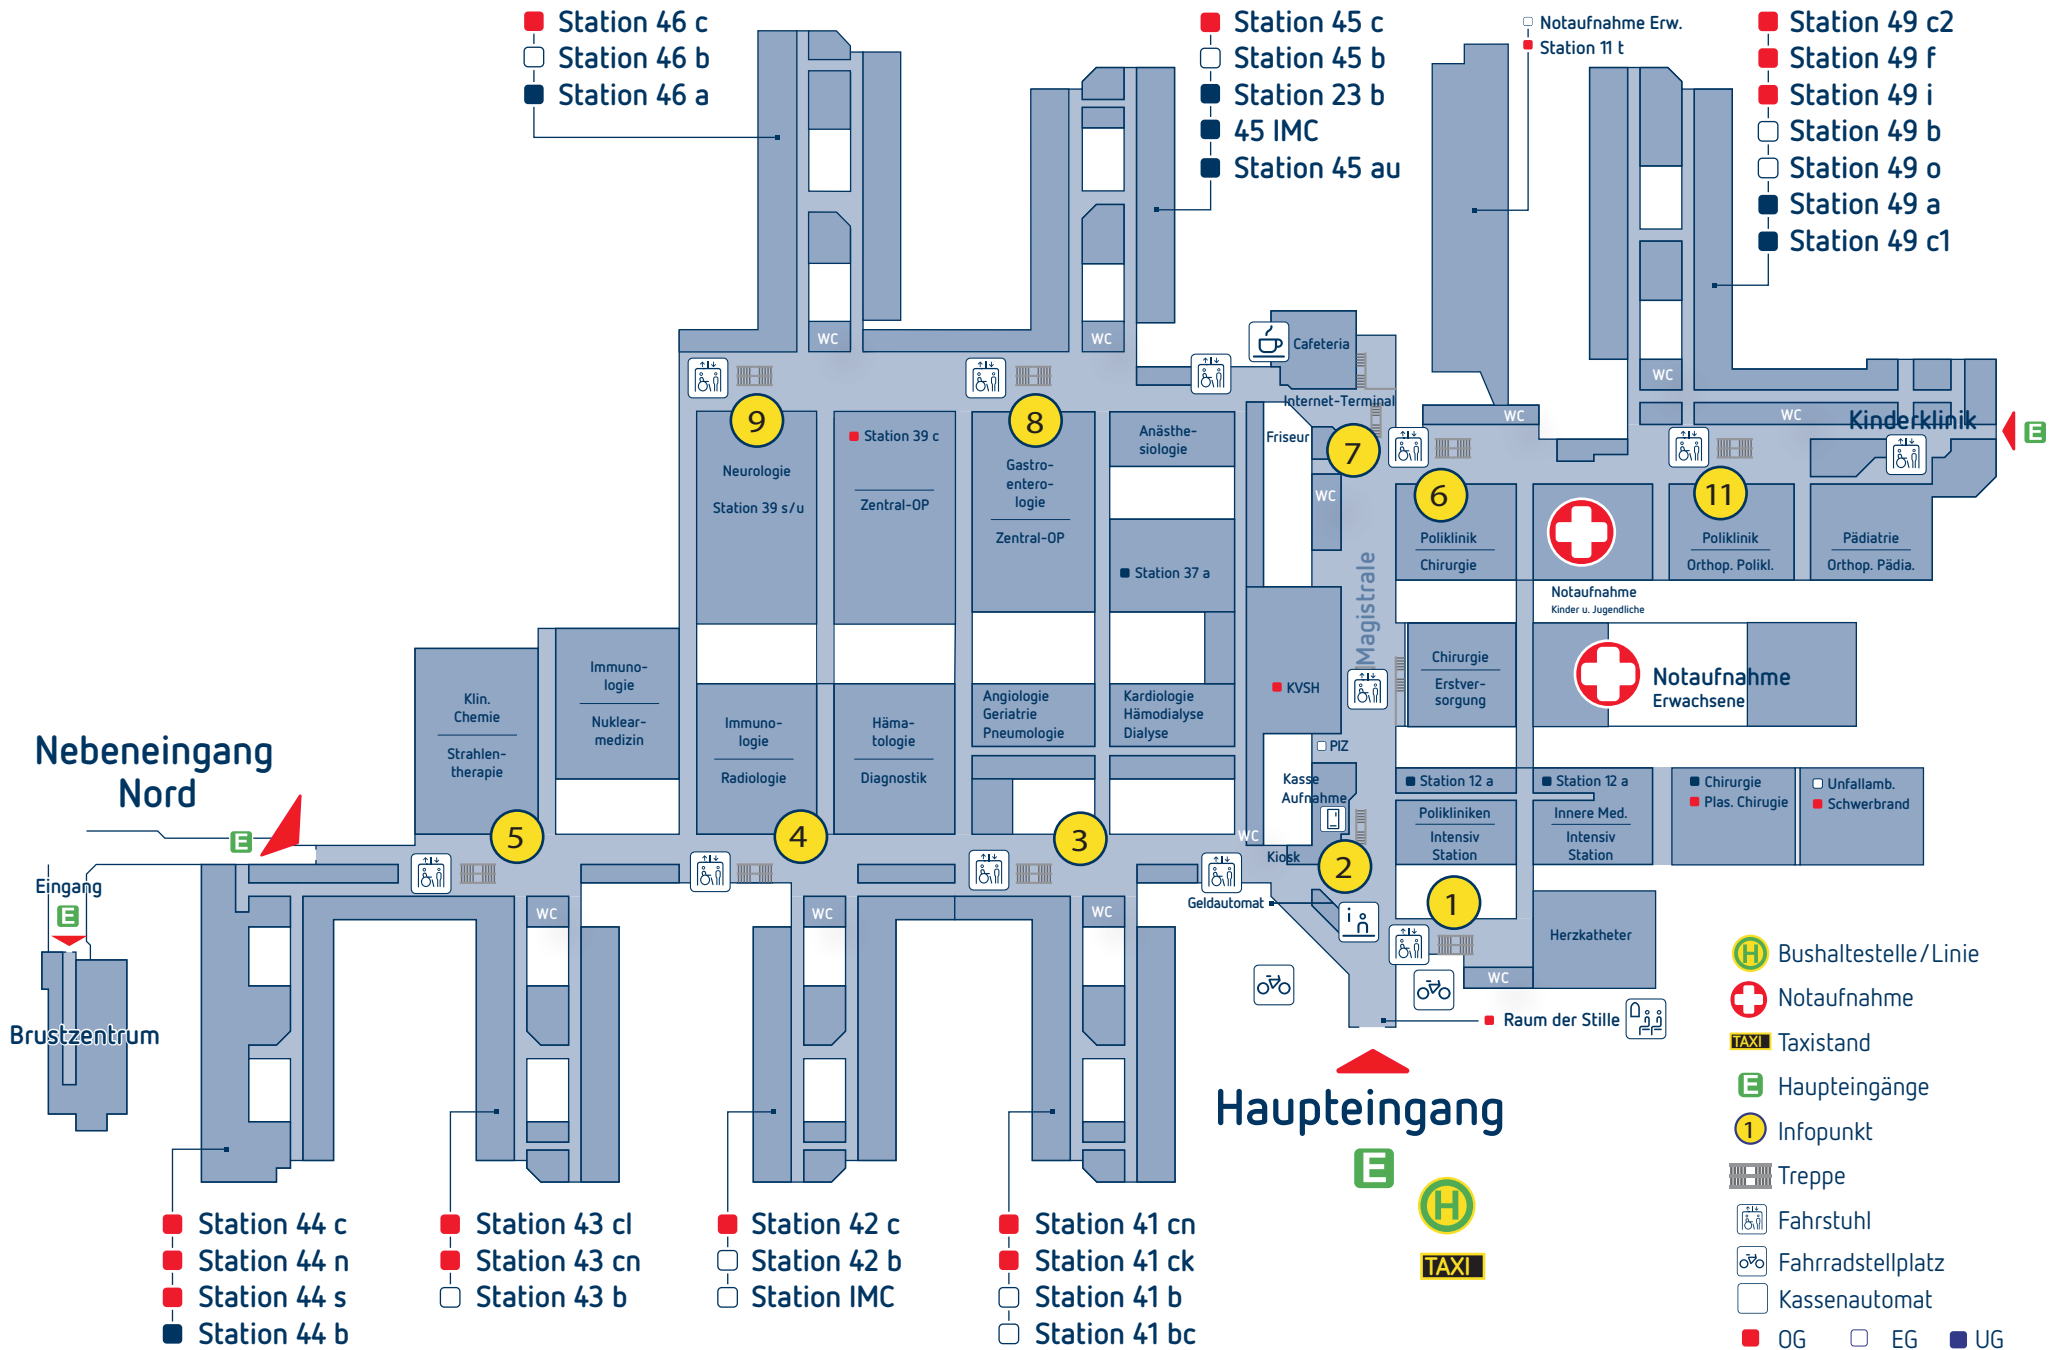 Station 46 c
Station 46 b
Station 46 a
Station 45 c
Station 45 b
Station 23 b
45 IMC
Station 45 au
Notaufnahme Erw.
Station 11 t
Station 49 c2
Station 49 f
Station 49 i
Station 49 b
Station 49 o
Station 49 a
Station 49 c1
WC
WC
Cafeteria
Internet-Terminal
WC
WC
WC
Kinderklinik
E
9
8
7
6
11
Friseur
WC
Neurologie
Station 39 s/u
Station 39 c
Zentral-OP
Gastro-
entero-
logie
Zentral-OP
Anästhe-
siologie
Station 37 a
Poliklinik
Chirurgie
Poliklinik
Orthop. Polikl.
Pädiatrie
Orthop. Pädia.
Notaufnahme
Kinder u. Jugendliche
Magistrale
Klin.
Chemie
Strahlen-
therapie
Immuno-
logie
Nuklear-
medizin
Immuno-
logie
Radiologie
Häma-
tologie
Diagnostik
Angiologie
Geriatrie
Pneumologie
Kardiologie
Hämodialyse
Dialyse
KVSH
Chirurgie
Erstver-
sorgung
Notaufnahme
Erwachsene
PIZ
Kasse
Aufnahme
Station 12 a
Station 12 a
Polikliniken
Intensiv
Station
Innere Med.
Intensiv
Station
Chirurgie
Plas. Chirugie
Unfallamb.
Schwerbrand
Nebeneingang
Nord
E
5
4
3
WC
Kiosk
2
1
Geldautomat
i
Herzkatheter
WC
Eingang
E
Brustzentrum
WC
WC
WC
Raum der Stille
Haupteingang
E
H
TAXI
Station 44 c
Station 44 n
Station 44 s
Station 44 b
Station 43 cl
Station 43 cn
Station 43 b
Station 42 c
Station 42 b
Station IMC
Station 41 cn
Station 41 ck
Station 41 b
Station 41 bc
H Bushaltestelle/Linie
Notaufnahme
TAXI Taxistand
E Haupteingänge
1 Infopunkt
Treppe
Fahrstuhl
Fahrradstellplatz
Kassenautomat
OG EG UG